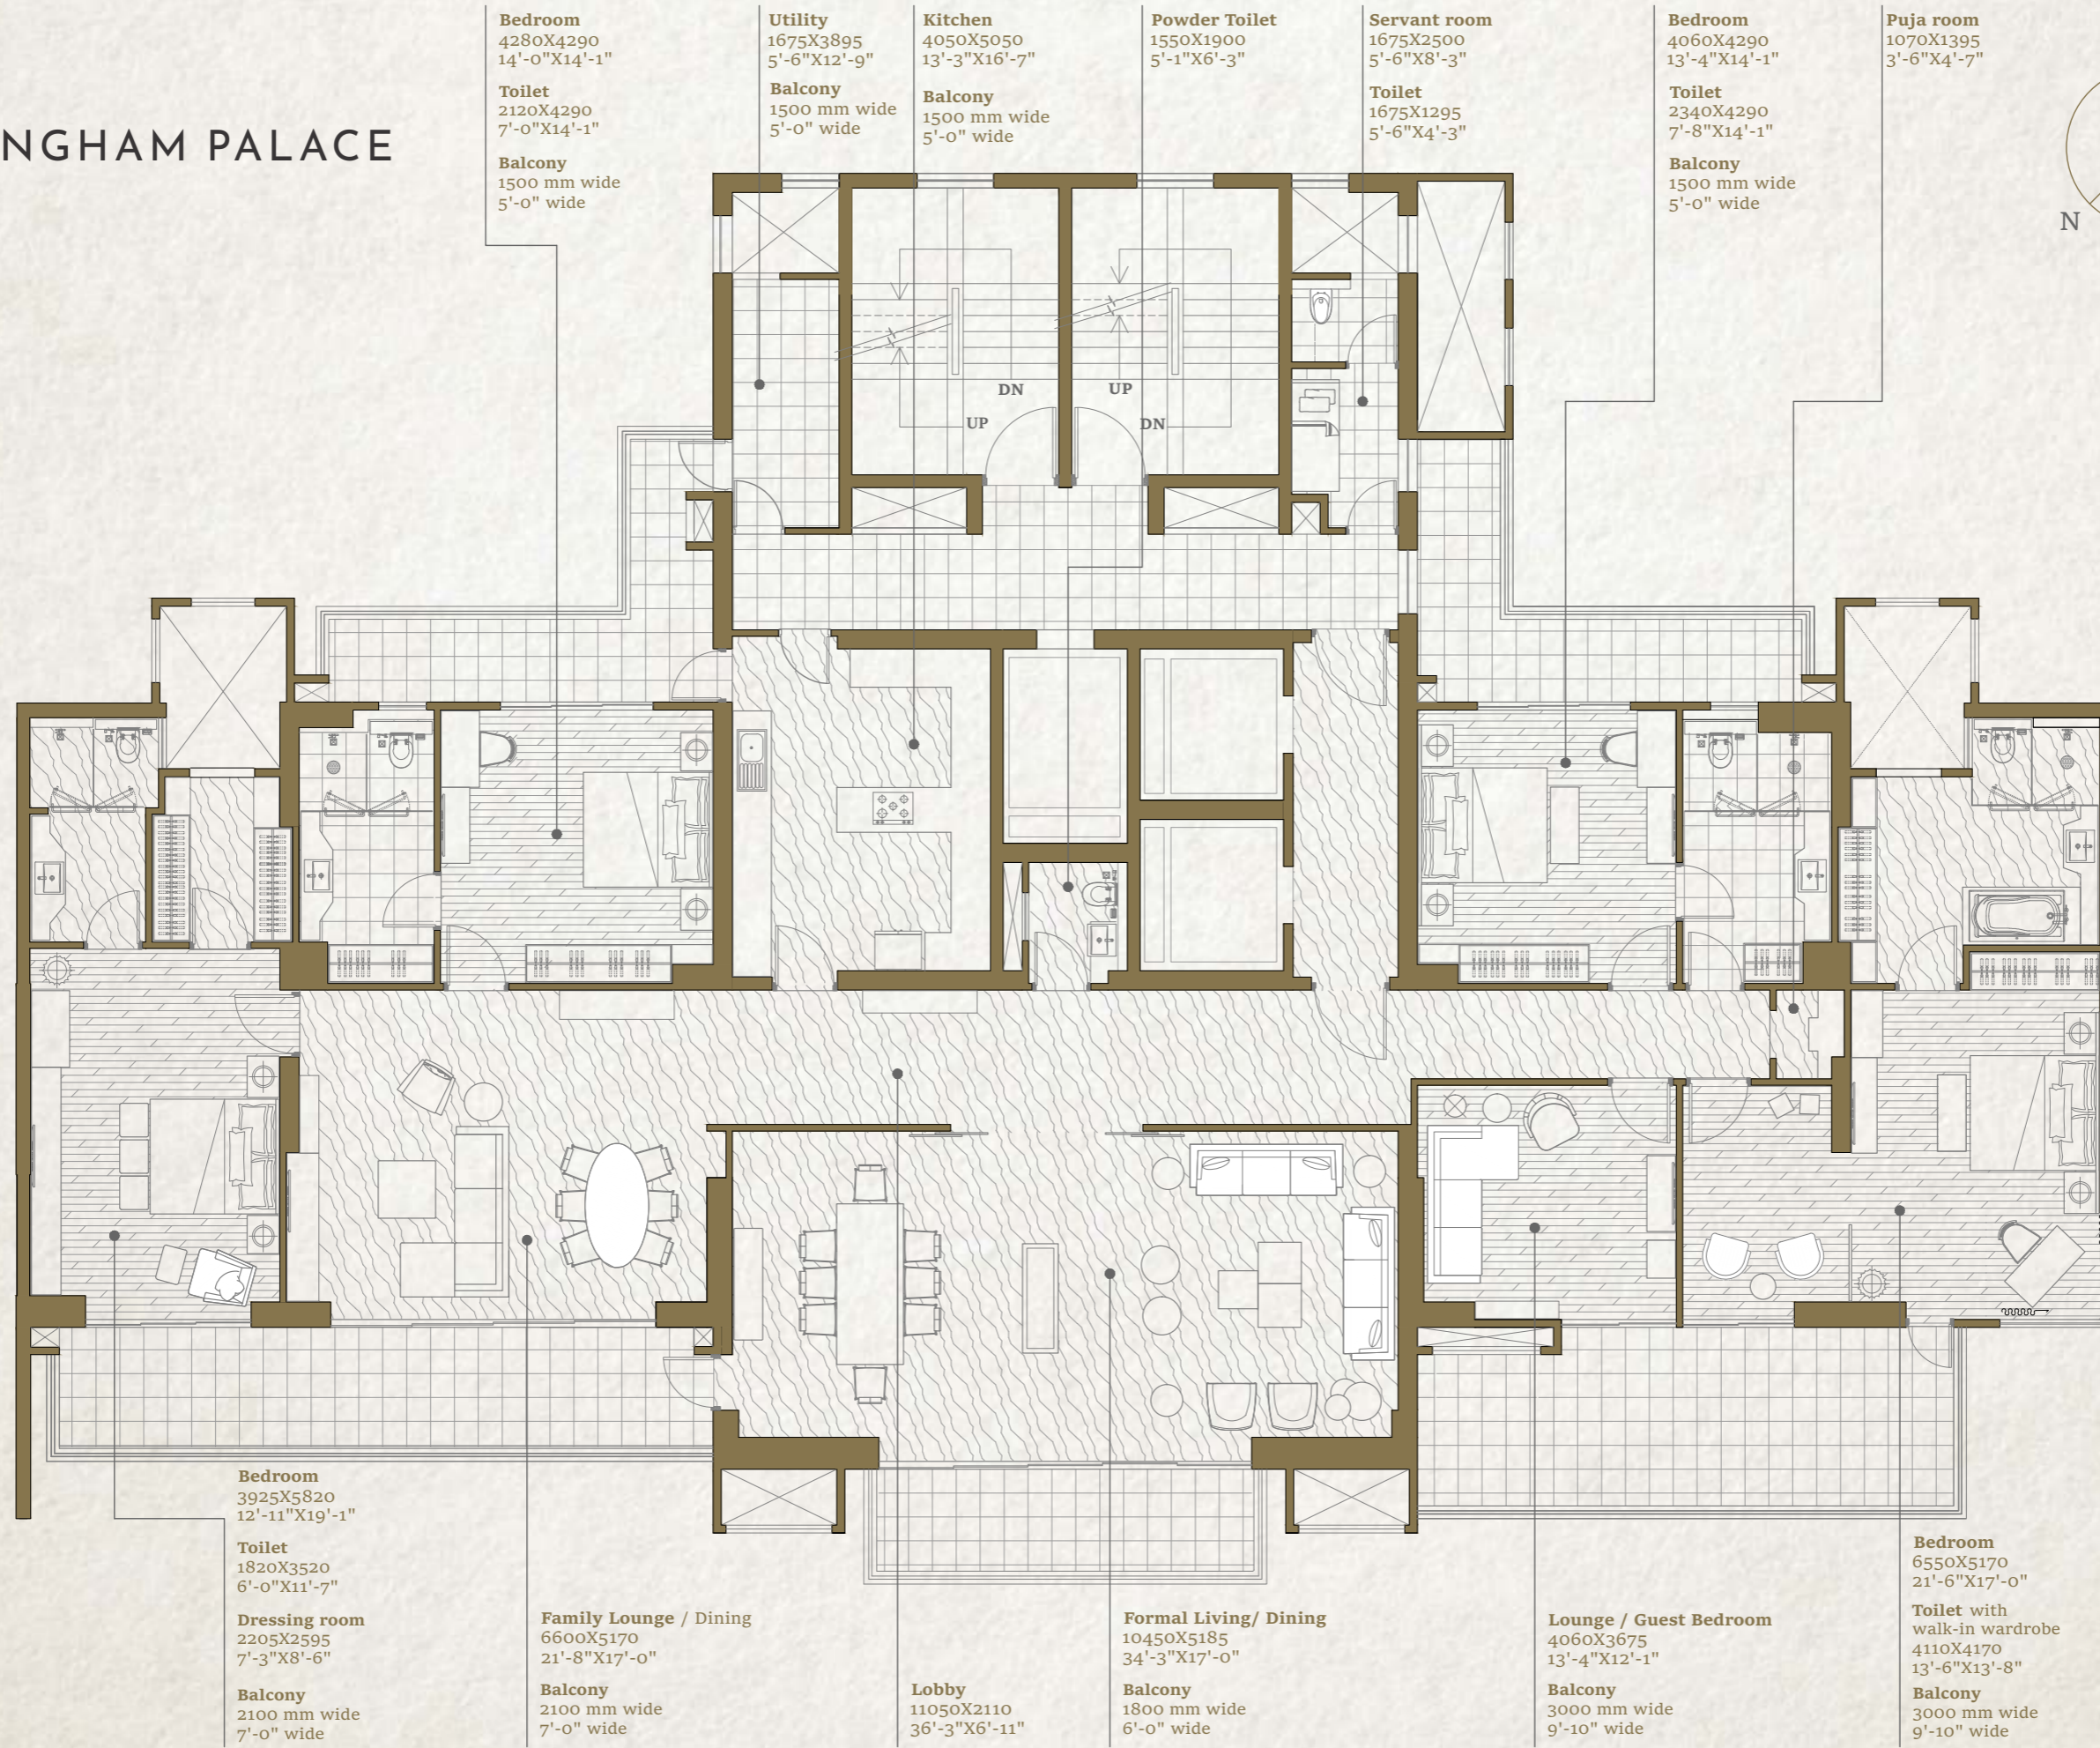 Bedroom
4280X4290
14'-0"X14'-1"
Toilet
2120X4290
7'-0"X14'-1"
Balcony
1500 mm wide
5'-0" wide
Utility
1675X3895
5'-6"X12'-9"
Balcony
1500 mm wide
5'-0" wide
Kitchen
4050X5050
13'-3"X16'-7"
Balcony
1500 mm wide
5'-0" wide
Powder Toilet
1550X1900
5'-1"X6'-3"
Servant room
1675X2500
5'-6"X8'-3"
Toilet
1675X1295
5'-6"X4'-3"
Bedroom
4060X4290
13'-4"X14'-1"
Toilet
2340X4290
7'-8"X14'-1"
Balcony
1500 mm wide
5'-0" wide
Puja room
1070X1395
3'-6"X4'-7"
NGHAM PALACE
N
DN
UP
UP
DN
Bedroom
3925X5820
12'-11"X19'-1"
Toilet
1820X3520
6'-0"X11'-7"
Dressing room
2205X2595
7'-3"X8'-6"
Balcony
2100 mm wide
7'-0" wide
Family Lounge / Dining
6600X5170
21'-8"X17'-0"
Balcony
2100 mm wide
7'-0" wide
Lobby
11050X2110
36'-3"X6'-11"
Formal Living/ Dining
10450X5185
34'-3"X17'-0"
Balcony
1800 mm wide
6'-0" wide
Lounge / Guest Bedroom
4060X3675
13'-4"X12'-1"
Balcony
3000 mm wide
9'-10" wide
Bedroom
6550X5170
21'-6"X17'-0"
Toilet with
walk-in wardrobe
4110X4170
13'-6"X13'-8"
Balcony
3000 mm wide
9'-10" wide